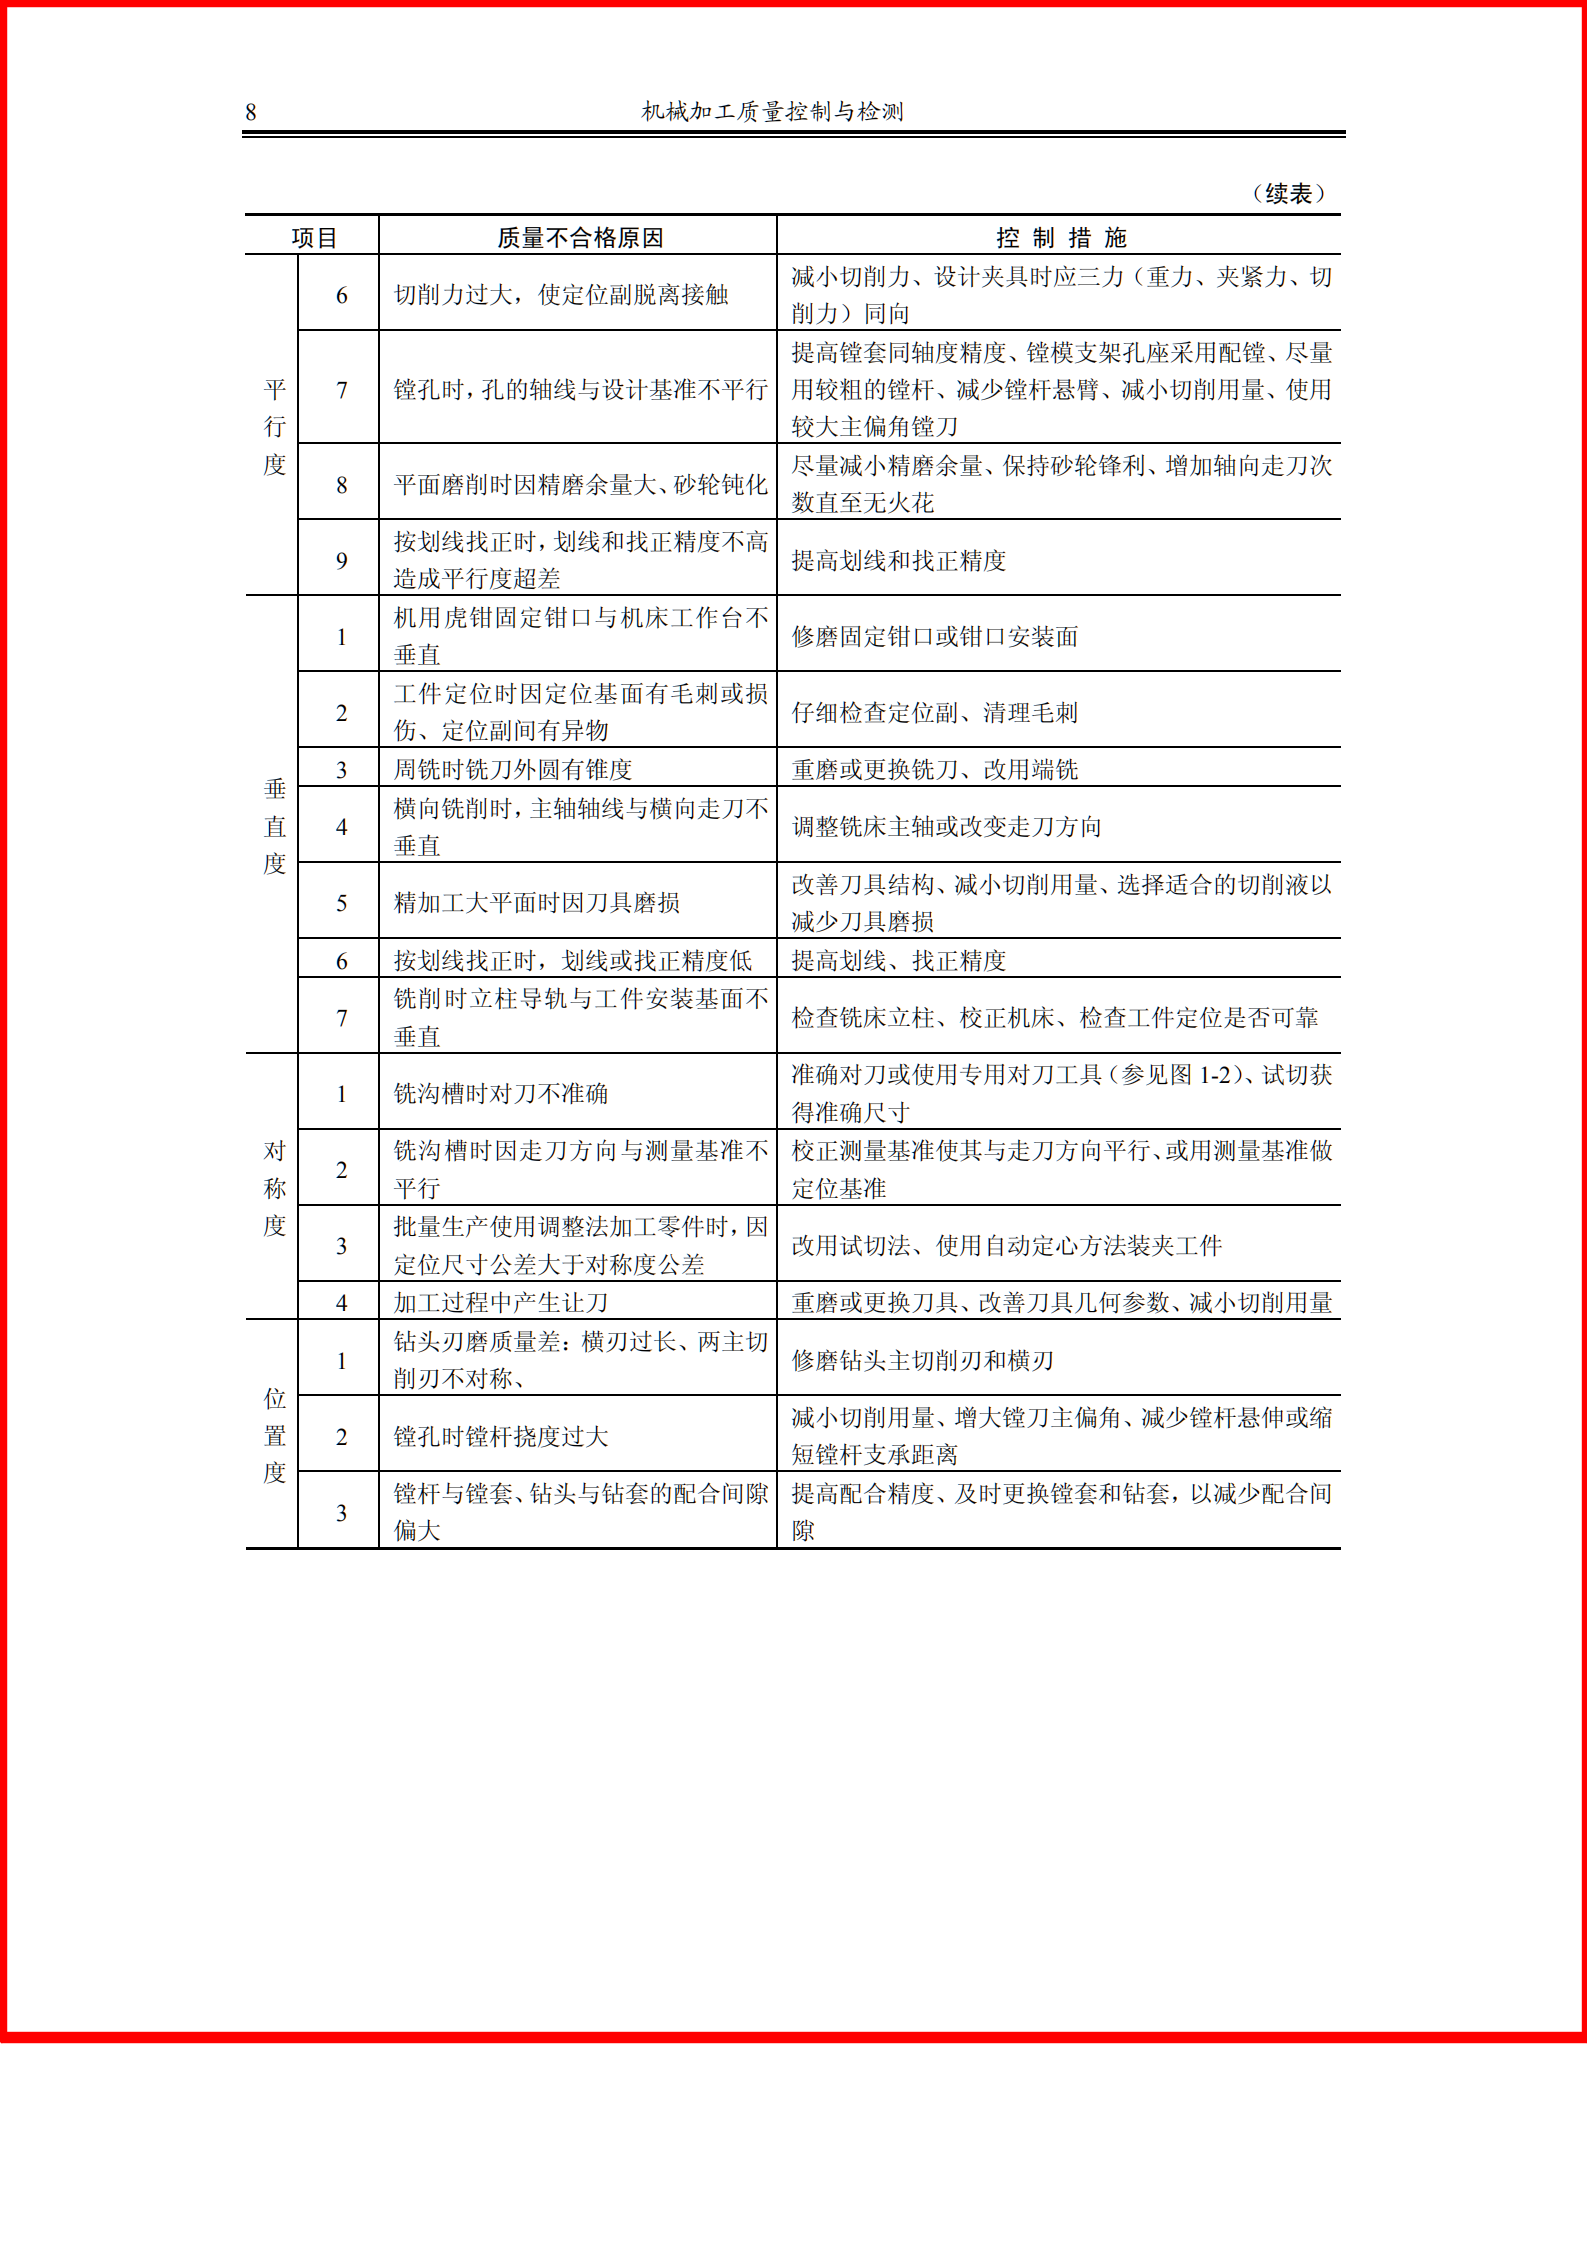 8
机械加工质量控制与检测
（续表）
项目 质量不合格原因 控 制 措 施
平
行
度
6 切削力过大，使定位副脱离接触
减小切削力、设计夹具时应三力（重力、夹紧力、切
削力）同向
7 镗孔时，孔的轴线与设计基准不平行
提高镗套同轴度精度、镗模支架孔座采用配镗、尽量
用较粗的镗杆、减少镗杆悬臂、减小切削用量、使用
较大主偏角镗刀
8 平面磨削时因精磨余量大、砂轮钝化
尽量减小精磨余量、保持砂轮锋利、增加轴向走刀次
数直至无火花
9
按划线找正时，划线和找正精度不高
造成平行度超差
提高划线和找正精度
垂
直
度
1
机用虎钳固定钳口与机床工作台不
垂直
修磨固定钳口或钳口安装面
2
工件定位时因定位基面有毛刺或损
伤、定位副间有异物
仔细检查定位副、清理毛刺
3 周铣时铣刀外圆有锥度 重磨或更换铣刀、改用端铣
4
横向铣削时，主轴轴线与横向走刀不
垂直
调整铣床主轴或改变走刀方向
5 精加工大平面时因刀具磨损
改善刀具结构、减小切削用量、选择适合的切削液以
减少刀具磨损
6 按划线找正时，划线或找正精度低 提高划线、找正精度
7
铣削时立柱导轨与工件安装基面不
垂直
检查铣床立柱、校正机床、检查工件定位是否可靠
对
称
度
1 铣沟槽时对刀不准确
准确对刀或使用专用对刀工具（参见图 1-2）、试切获
得准确尺寸
2
铣沟槽时因走刀方向与测量基准不
平行
校正测量基准使其与走刀方向平行、或用测量基准做
定位基准
3
批量生产使用调整法加工零件时，因
定位尺寸公差大于对称度公差
改用试切法、使用自动定心方法装夹工件
4 加工过程中产生让刀 重磨或更换刀具、改善刀具几何参数、减小切削用量
位
置
度
1
钻头刃磨质量差：横刃过长、两主切
削刃不对称、
修磨钻头主切削刃和横刃
2 镗孔时镗杆挠度过大
减小切削用量、增大镗刀主偏角、减少镗杆悬伸或缩
短镗杆支承距离
3
镗杆与镗套、钻头与钻套的配合间隙
偏大
提高配合精度、及时更换镗套和钻套，以减少配合间
隙